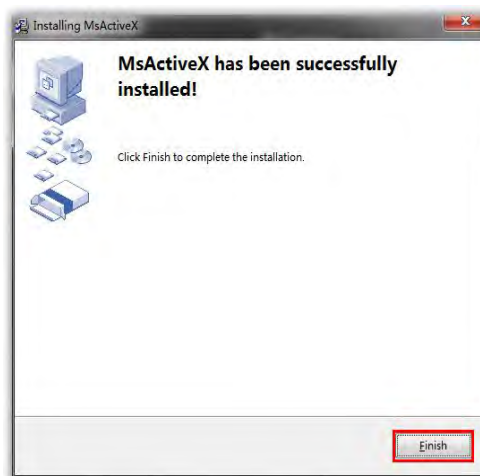 Installing MsActiveX
MsActiveX has been successfully
installed!
Click Finish to complete the installation.
Finish